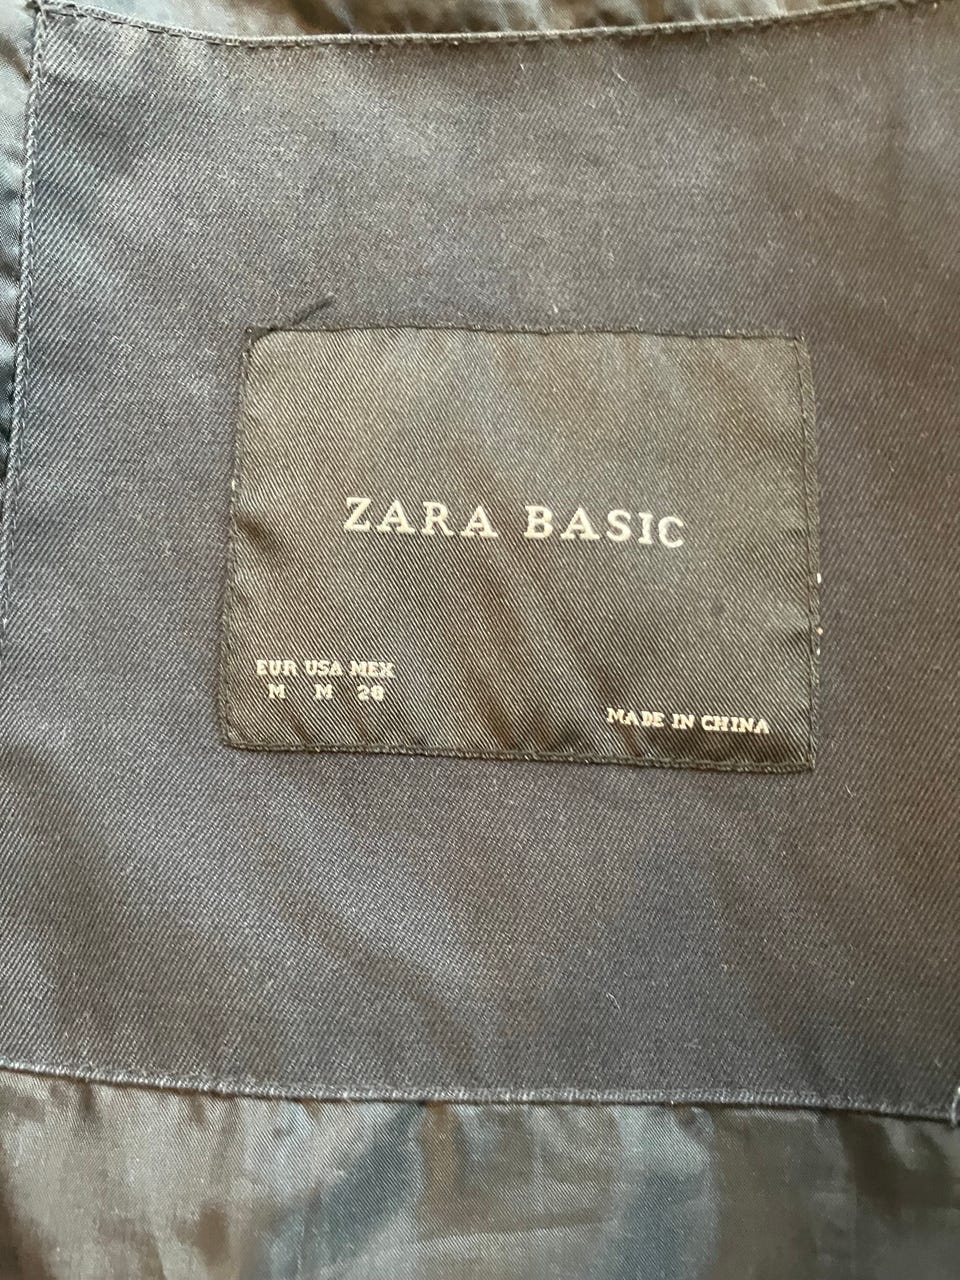 ZARA BASIC
EUR USA MEX
M M 28
MADE IN CHINA